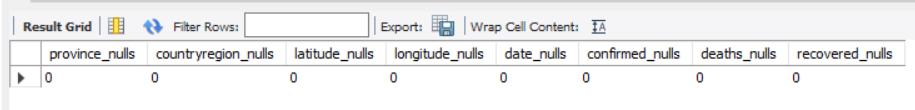 Result Grid Filter Rows: Export: Wrap Cell Content: IA
province_nulls countryregion_nulls latitude_nulls longitude_nulls date_nulls confirmed_nulls deaths_nulls recovered_nulls
0 0 0 0 0 0 0 0